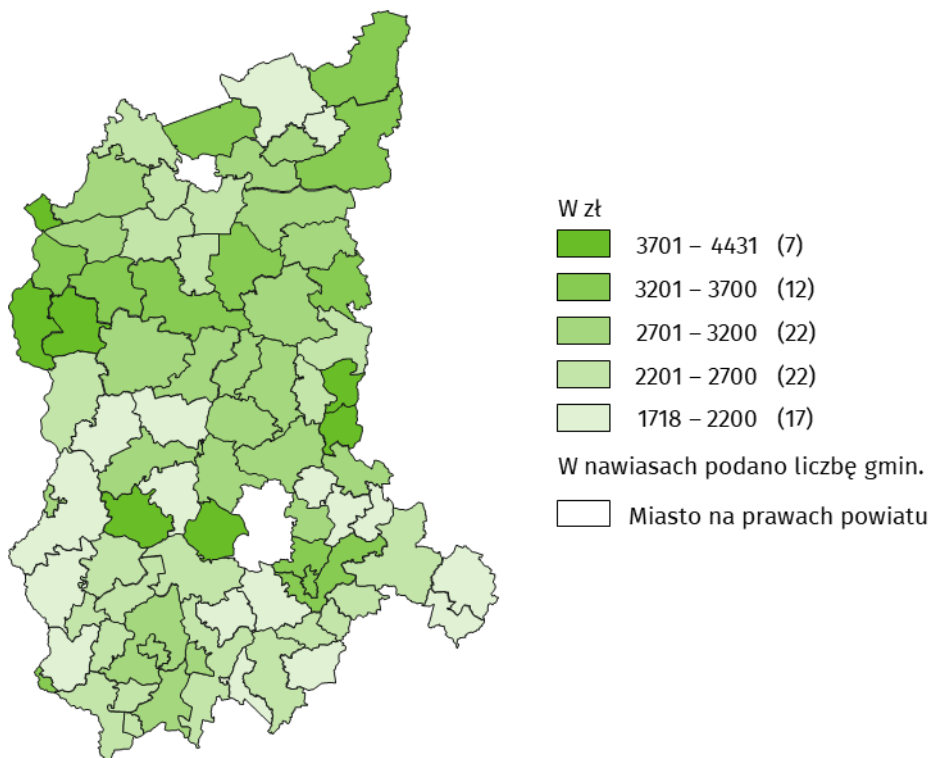 W zł
3701 – 4431 (7)
3201 – 3700 (12)
2701 – 3200 (22)
2201 – 2700 (22)
1718 – 2200 (17)
W nawiasach podano liczbę gmin.
Miasto na prawach powiatu